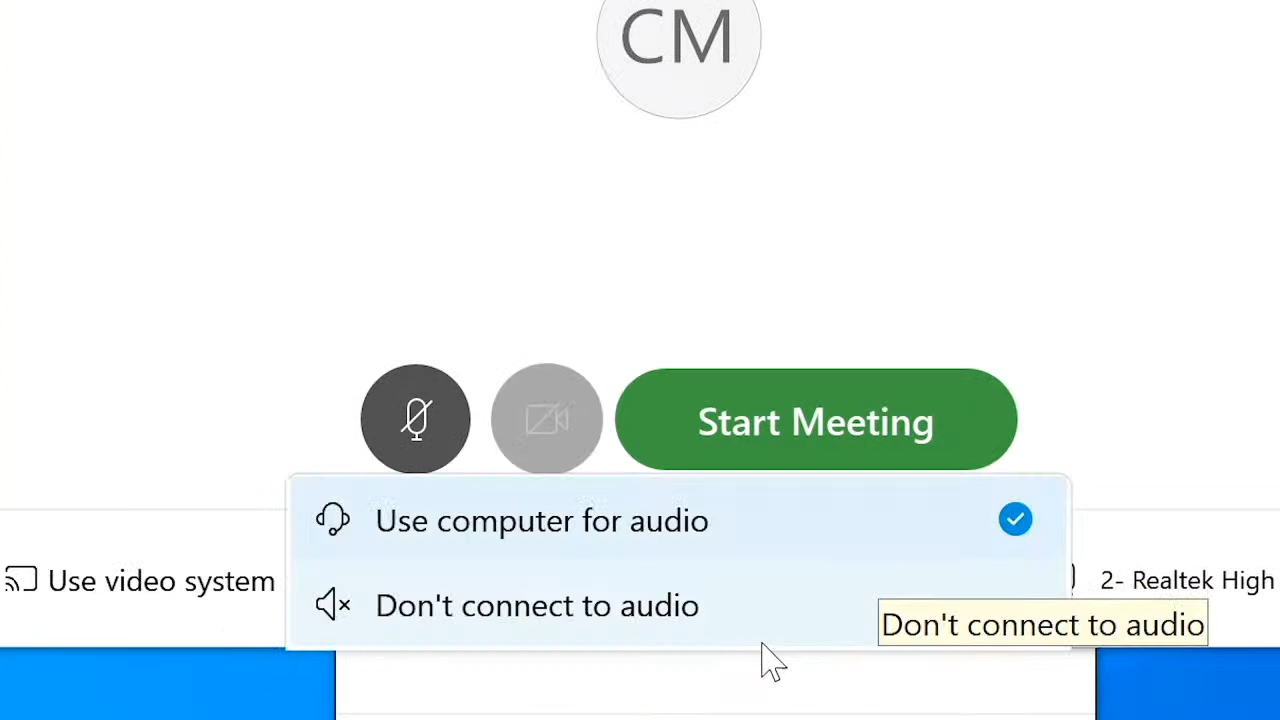 CM
Start Meeting
Use computer for audio
Use video system
2- Realtek High
Don't connect to audio
Don't connect to audio